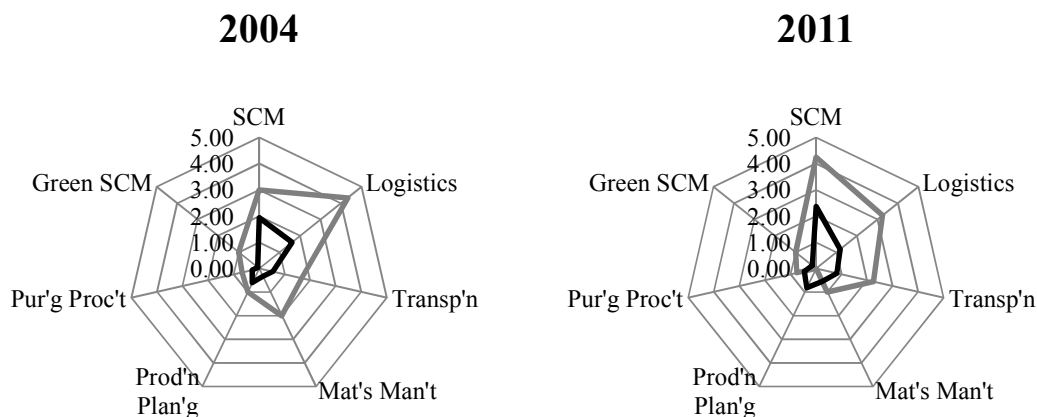 2004
SCM
5.00
4.00
3.00
2.00
1.00
0.00
Logistics
Transp'n
Mat's Man't
Prod'n
Plan'g
Pur'g Proc't
Green SCM
2011
SCM
5.00
4.00
3.00
2.00
1.00
0.00
Logistics
Transp'n
Mat's Man't
Prod'n
Plan'g
Pur'g Proc't
Green SCM